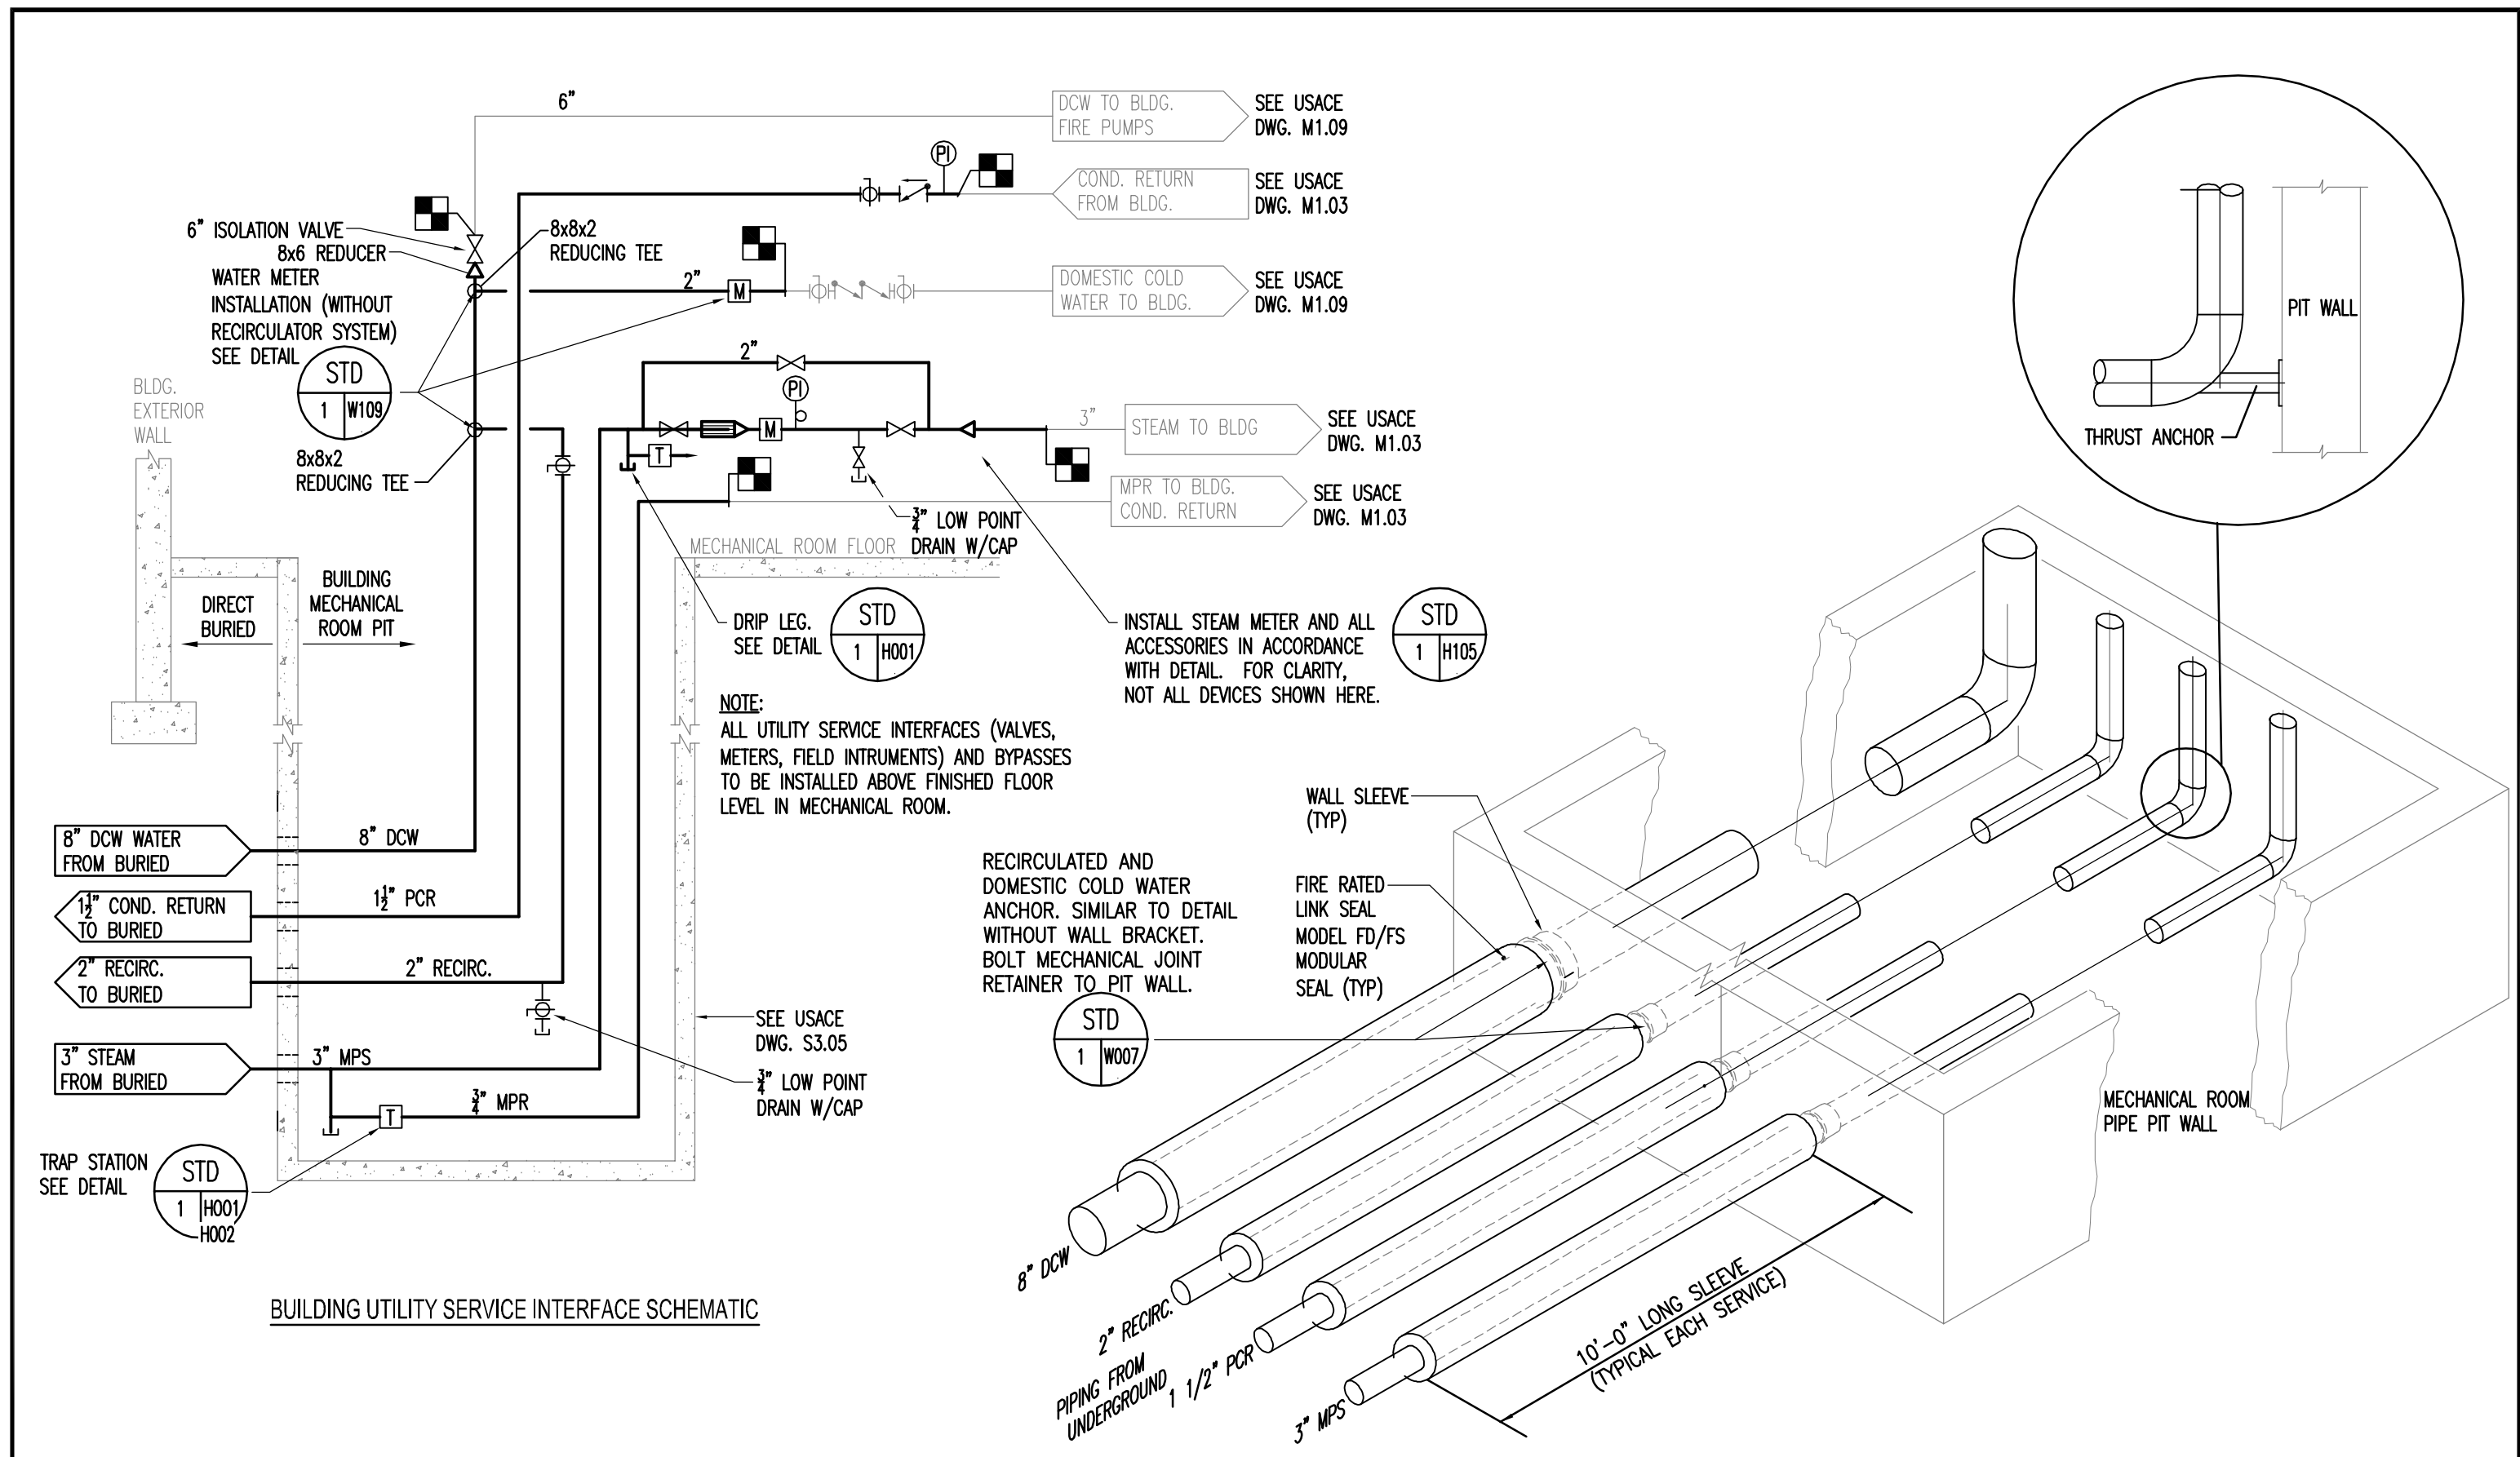 6"
DCW TO BLDG.
FIRE PUMPS
SEE USACE
DWG. M1.09
PI
COND. RETURN
FROM BLDG.
SEE USACE
DWG. M1.03
6" ISOLATION VALVE
8x6 REDUCER
8x8x2
REDUCING TEE
WATER METER
INSTALLATION (WITHOUT
RECIRCULATOR SYSTEM)
SEE DETAIL
STD
1 W109
2"
M
DOMESTIC COLD
WATER TO BLDG.
SEE USACE
DWG. M1.09
2"
PI
M
T
3"
STEAM TO BLDG
SEE USACE
DWG. M1.03
BLDG.
EXTERIOR
WALL
8x8x2
REDUCING TEE
MPR TO BLDG.
COND. RETURN
SEE USACE
DWG. M1.03
3/4" LOW POINT
DRAIN W/CAP
MECHANICAL ROOM FLOOR
DIRECT
BURIED
BUILDING
MECHANICAL
ROOM PIT
DRIP LEG.
SEE DETAIL
STD
1 H001
INSTALL STEAM METER AND ALL
ACCESSORIES IN ACCORDANCE
WITH DETAIL. FOR CLARITY,
NOT ALL DEVICES SHOWN HERE.
STD
1 H105
NOTE:
ALL UTILITY SERVICE INTERFACES (VALVES,
METERS, FIELD INTRUMENTS) AND BYPASSES
TO BE INSTALLED ABOVE FINISHED FLOOR
LEVEL IN MECHANICAL ROOM.
8" DCW WATER
FROM BURIED
8" DCW
1 1/2" COND. RETURN
TO BURIED
1 1/2" PCR
2" RECIRC.
TO BURIED
2" RECIRC.
3" STEAM
FROM BURIED
3" MPS
3/4" MPR
T
SEE USACE
DWG. S3.05
3/4" LOW POINT
DRAIN W/CAP
TRAP STATION
SEE DETAIL
STD
1 H001
H002
BUILDING UTILITY SERVICE INTERFACE SCHEMATIC
PIT WALL
THRUST ANCHOR
WALL SLEEVE
(TYP)
RECIRCULATED AND
DOMESTIC COLD WATER
ANCHOR. SIMILAR TO DETAIL
WITHOUT WALL BRACKET.
BOLT MECHANICAL JOINT
RETAINER TO PIT WALL.
STD
1 W007
FIRE RATED
LINK SEAL
MODEL FD/FS
MODULAR
SEAL (TYP)
MECHANICAL ROOM
PIPE PIT WALL
8" DCW
2" RECIRC.
PIPING FROM
UNDERGROUND
1 1/2" PCR
3" MPS
10'-0" LONG SLEEVE
(TYPICAL EACH SERVICE)